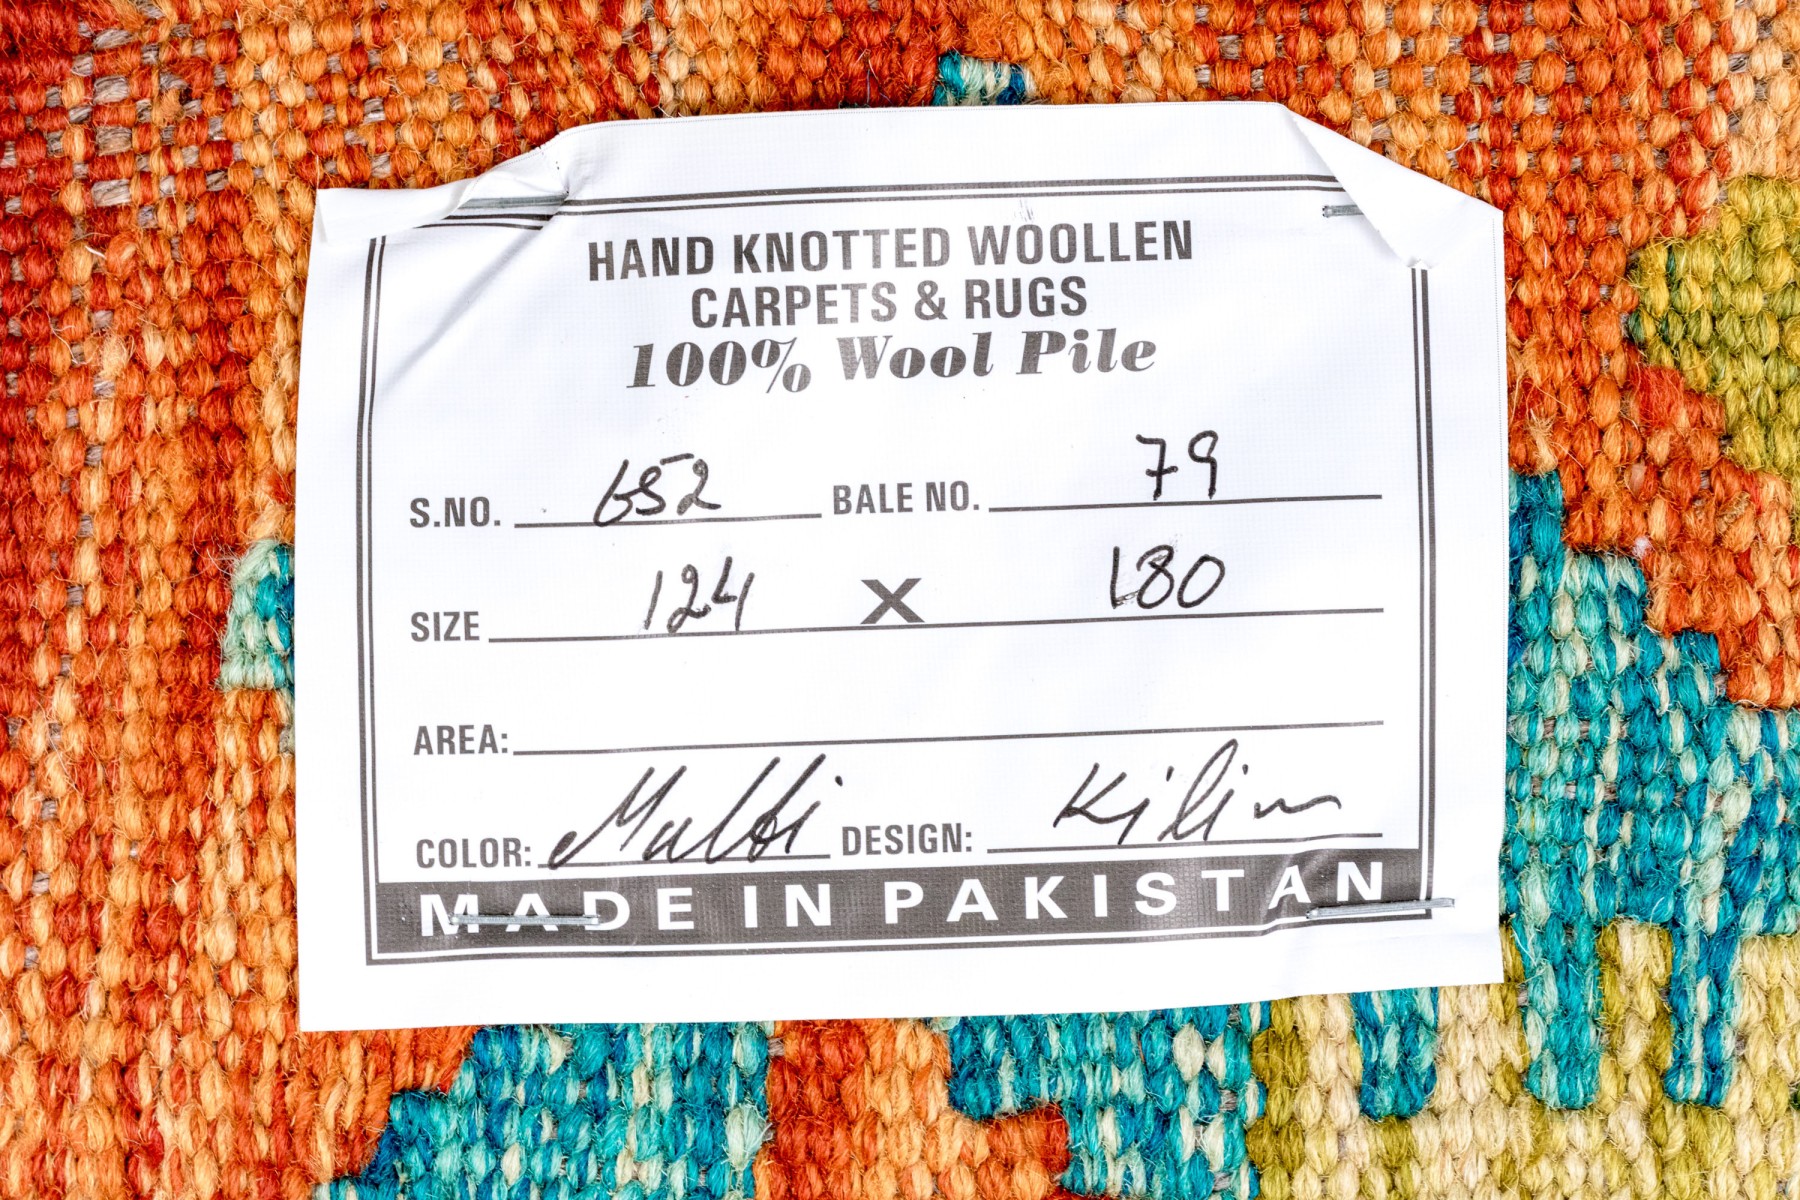 HAND KNOTTED WOOLLEN
CARPETS & RUGS
100% Wool Pile
S.NO. 652 BALE NO. 79
SIZE 124 X 180
AREA:
COLOR: Multi DESIGN: Kilim
MADE IN PAKISTAN